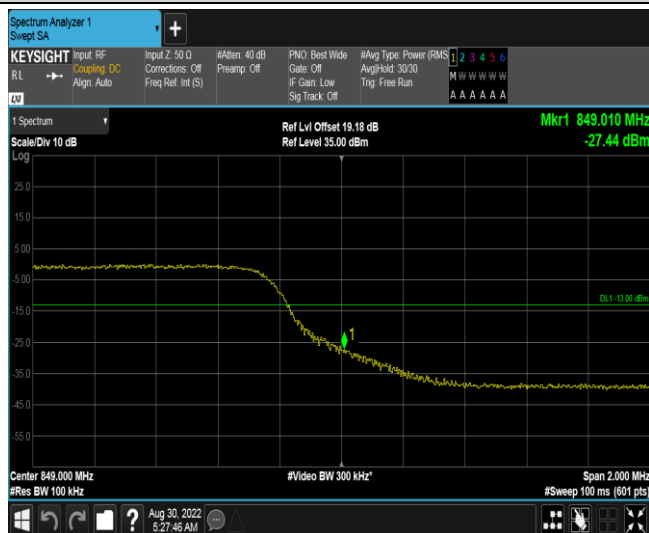 Spectrum Analyzer 1
Swept SA
+
KEYSIGHT
RL
LXI
Input: RF
Coupling: DC
Align: Auto
Input Z: 50 Ω
Corrections: Off
Freq Ref: Int (S)
#Atten: 40 dB
Preamp: Off
PNO: Best Wide
Gate: Off
IF Gain: Low
Sig Track: Off
#Avg Type: Power (RMS
Avg|Hold: 30/30
Trig: Free Run
1 2 3 4 5 6
M W W W W W
A A A A A A
1 Spectrum
Scale/Div 10 dB
Ref Lvl Offset 19.18 dB
Ref Level 35.00 dBm
Mkr1 849.010 MHz
-27.44 dBm
Log
25.0
15.0
5.00
-5.00
DL1 -13.00 dBm
-15.0
1
-25.0
-35.0
-45.0
-55.0
Center 849.000 MHz
#Video BW 300 kHz*
Span 2.000 MHz
#Res BW 100 kHz
#Sweep 100 ms (601 pts)
?
Aug 30, 2022
5:27:46 AM